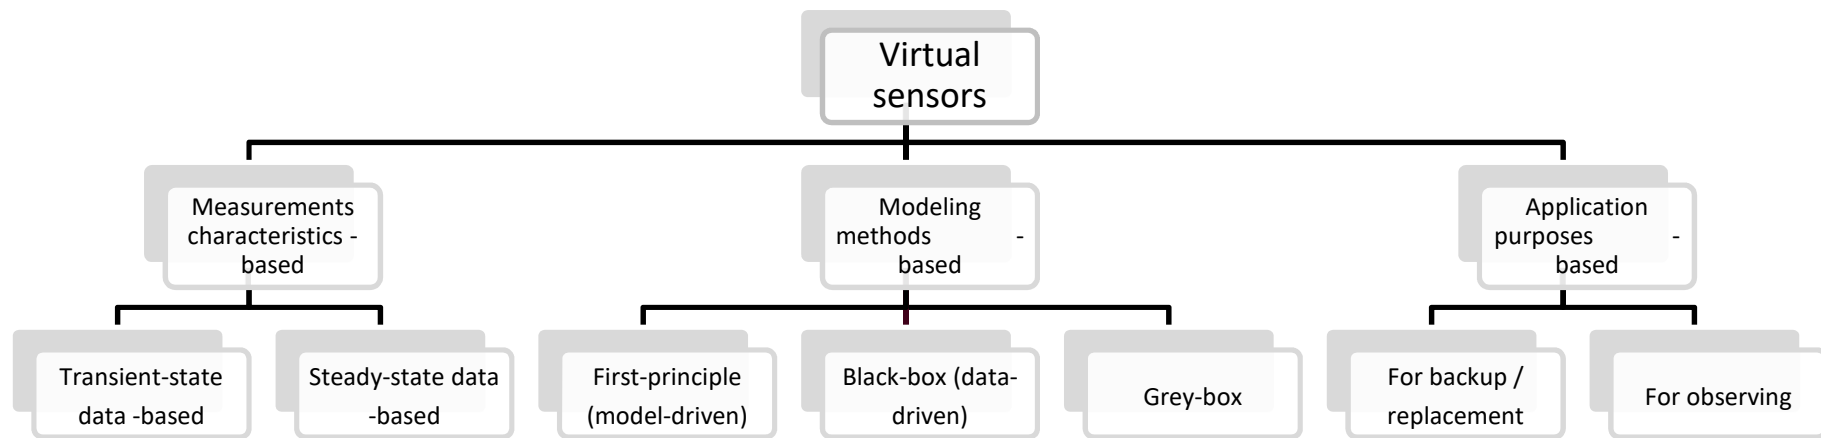 Virtual
sensors
Measurements
characteristics -
based
Modeling
methods -
based
Application
purposes -
based
Transient-state
data -based
Steady-state data
-based
First-principle
(model-driven)
Black-box (data-
driven)
Grey-box
For backup /
replacement
For observing